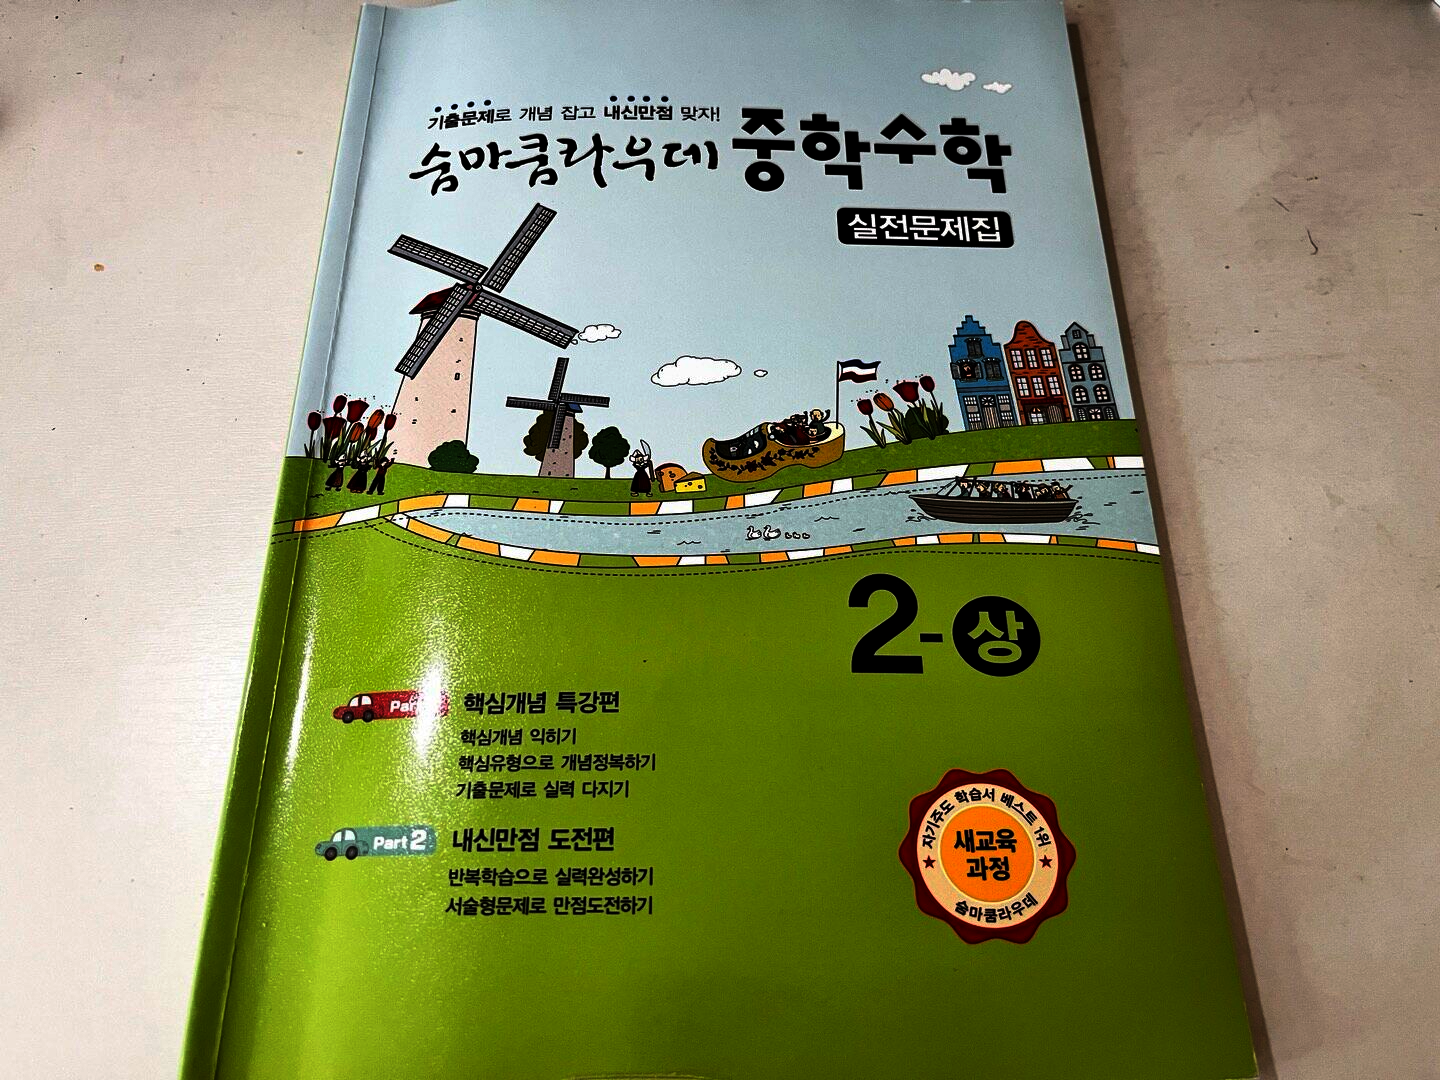 기출문제로 개념 잡고 내신만점 맞자!
숨마쿰라우데 중학수학
실전문제집
2-상
핵심개념 특강편
핵심개념 익히기
핵심유형으로 개념정복하기
기출문제로 실력 다지기
Part 2 내신만점 도전편
반복학습으로 실력완성하기
서술형문제로 만점도전하기
자기주도 학습서 베스트 1위
새교육
과정
숨마쿰라우데